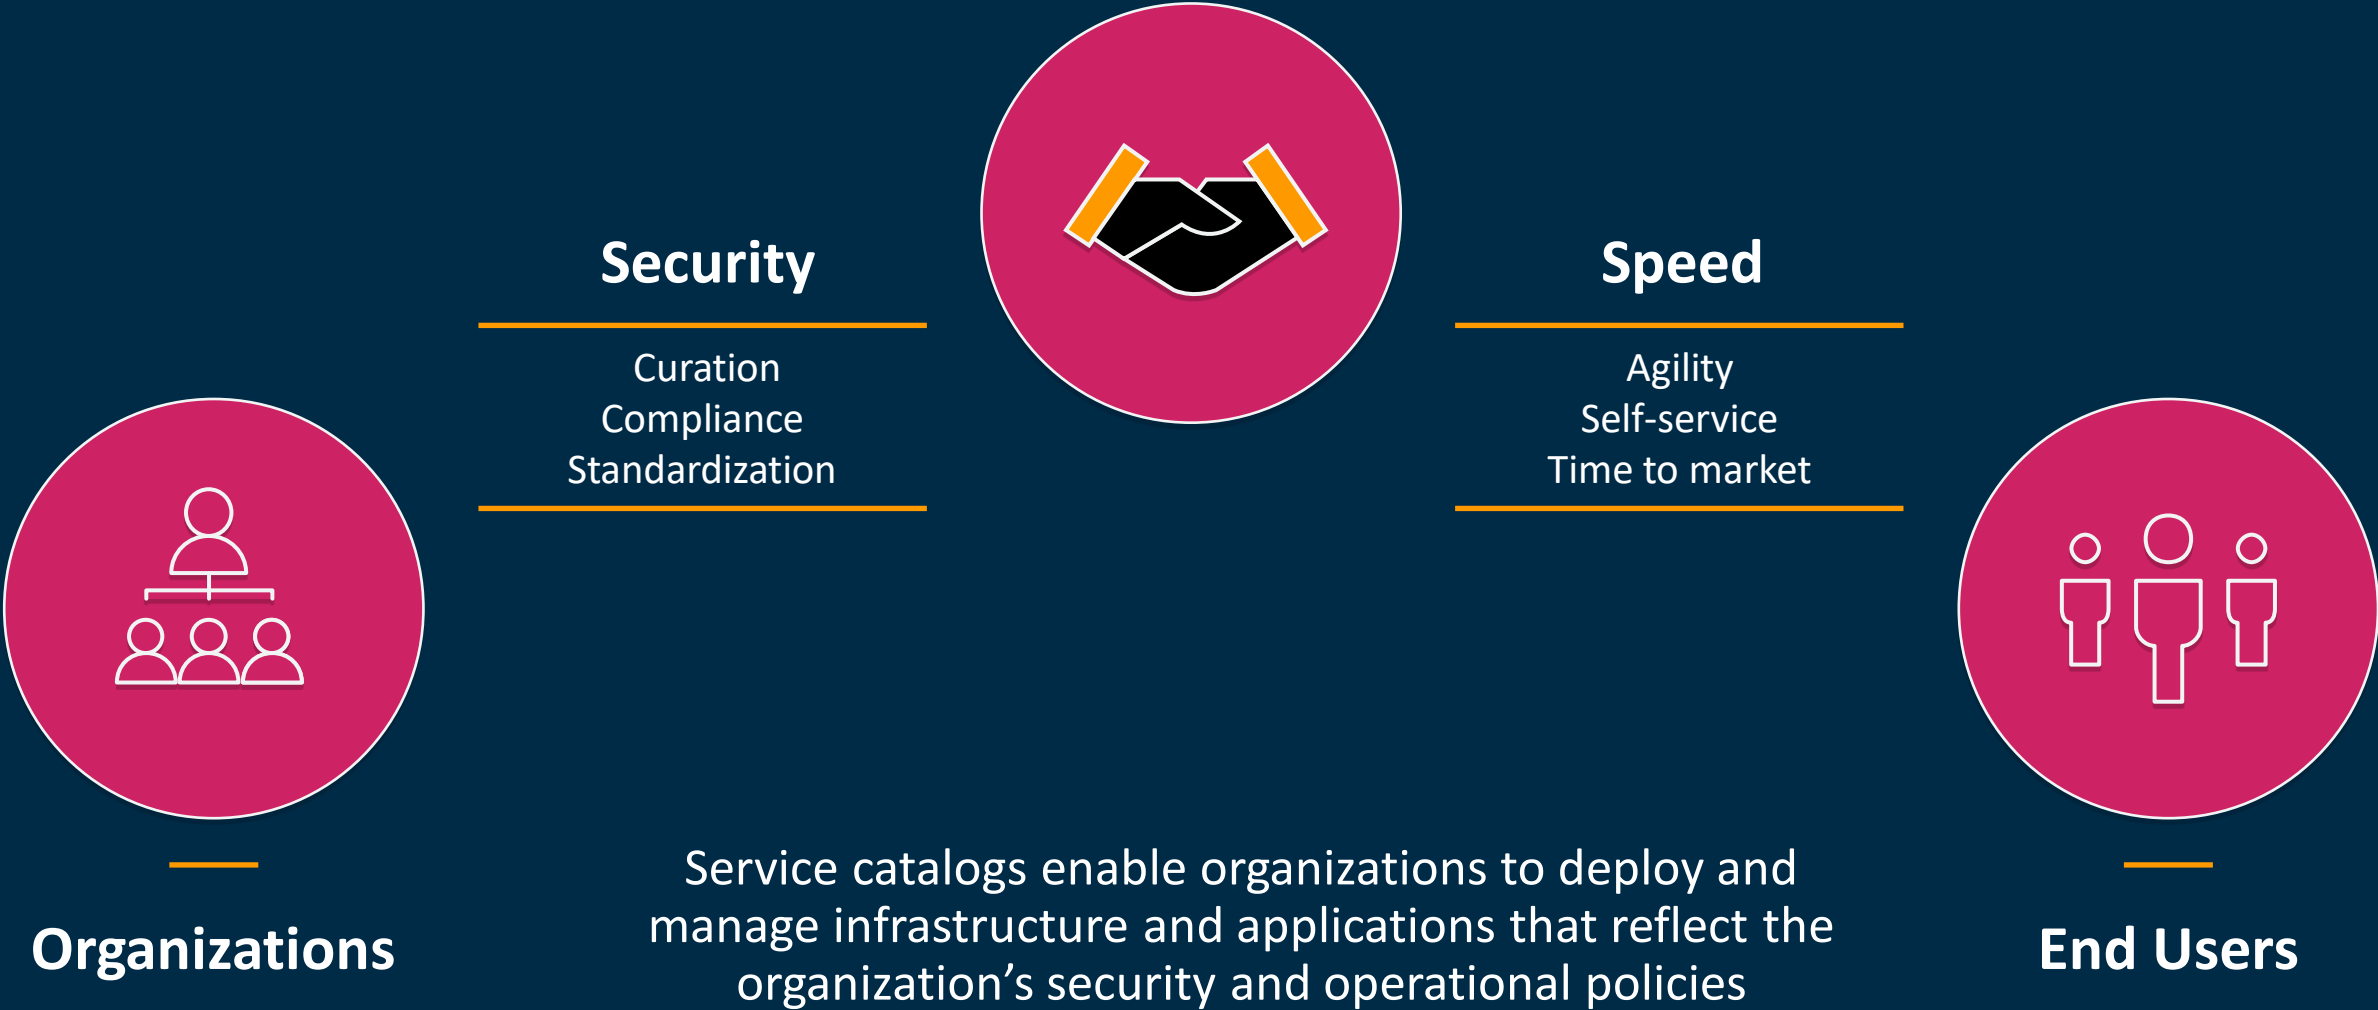 Security
Curation
Compliance
Standardization
Speed
Agility
Self-service
Time to market
Organizations
Service catalogs enable organizations to deploy and
manage infrastructure and applications that reflect the
organization’s security and operational policies
End Users